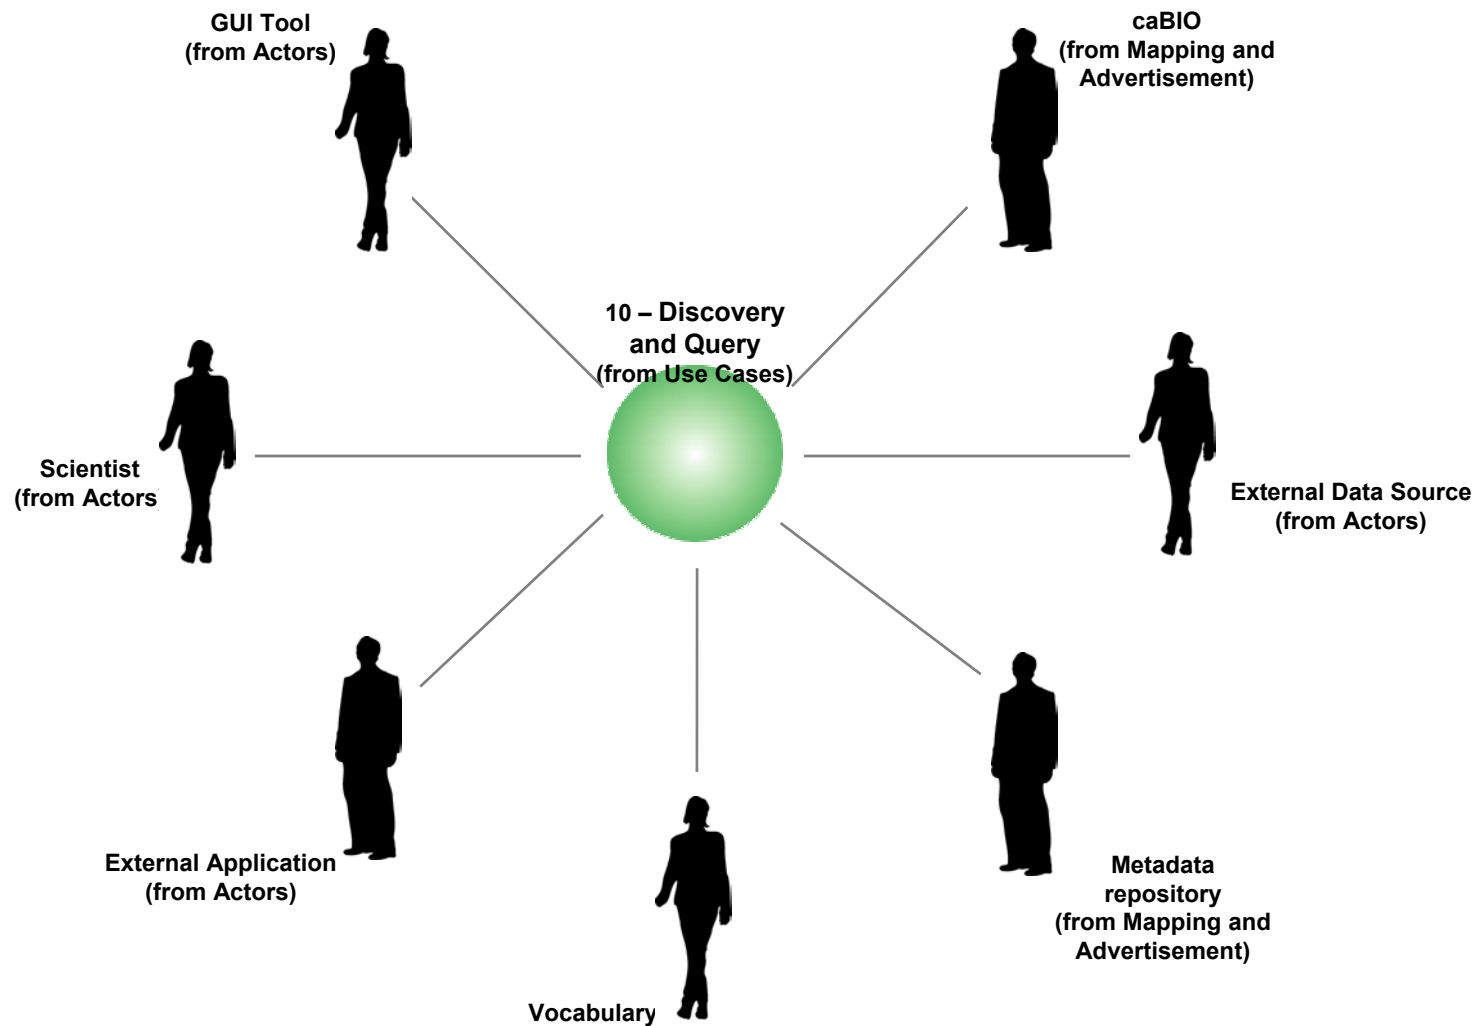 GUI Tool
(from Actors)
caBIO
(from Mapping and
Advertisement)
10 – Discovery
and Query
(from Use Cases)
Scientist
(from Actors
External Data Source
(from Actors)
External Application
(from Actors)
Metadata
repository
(from Mapping and
Advertisement)
Vocabulary